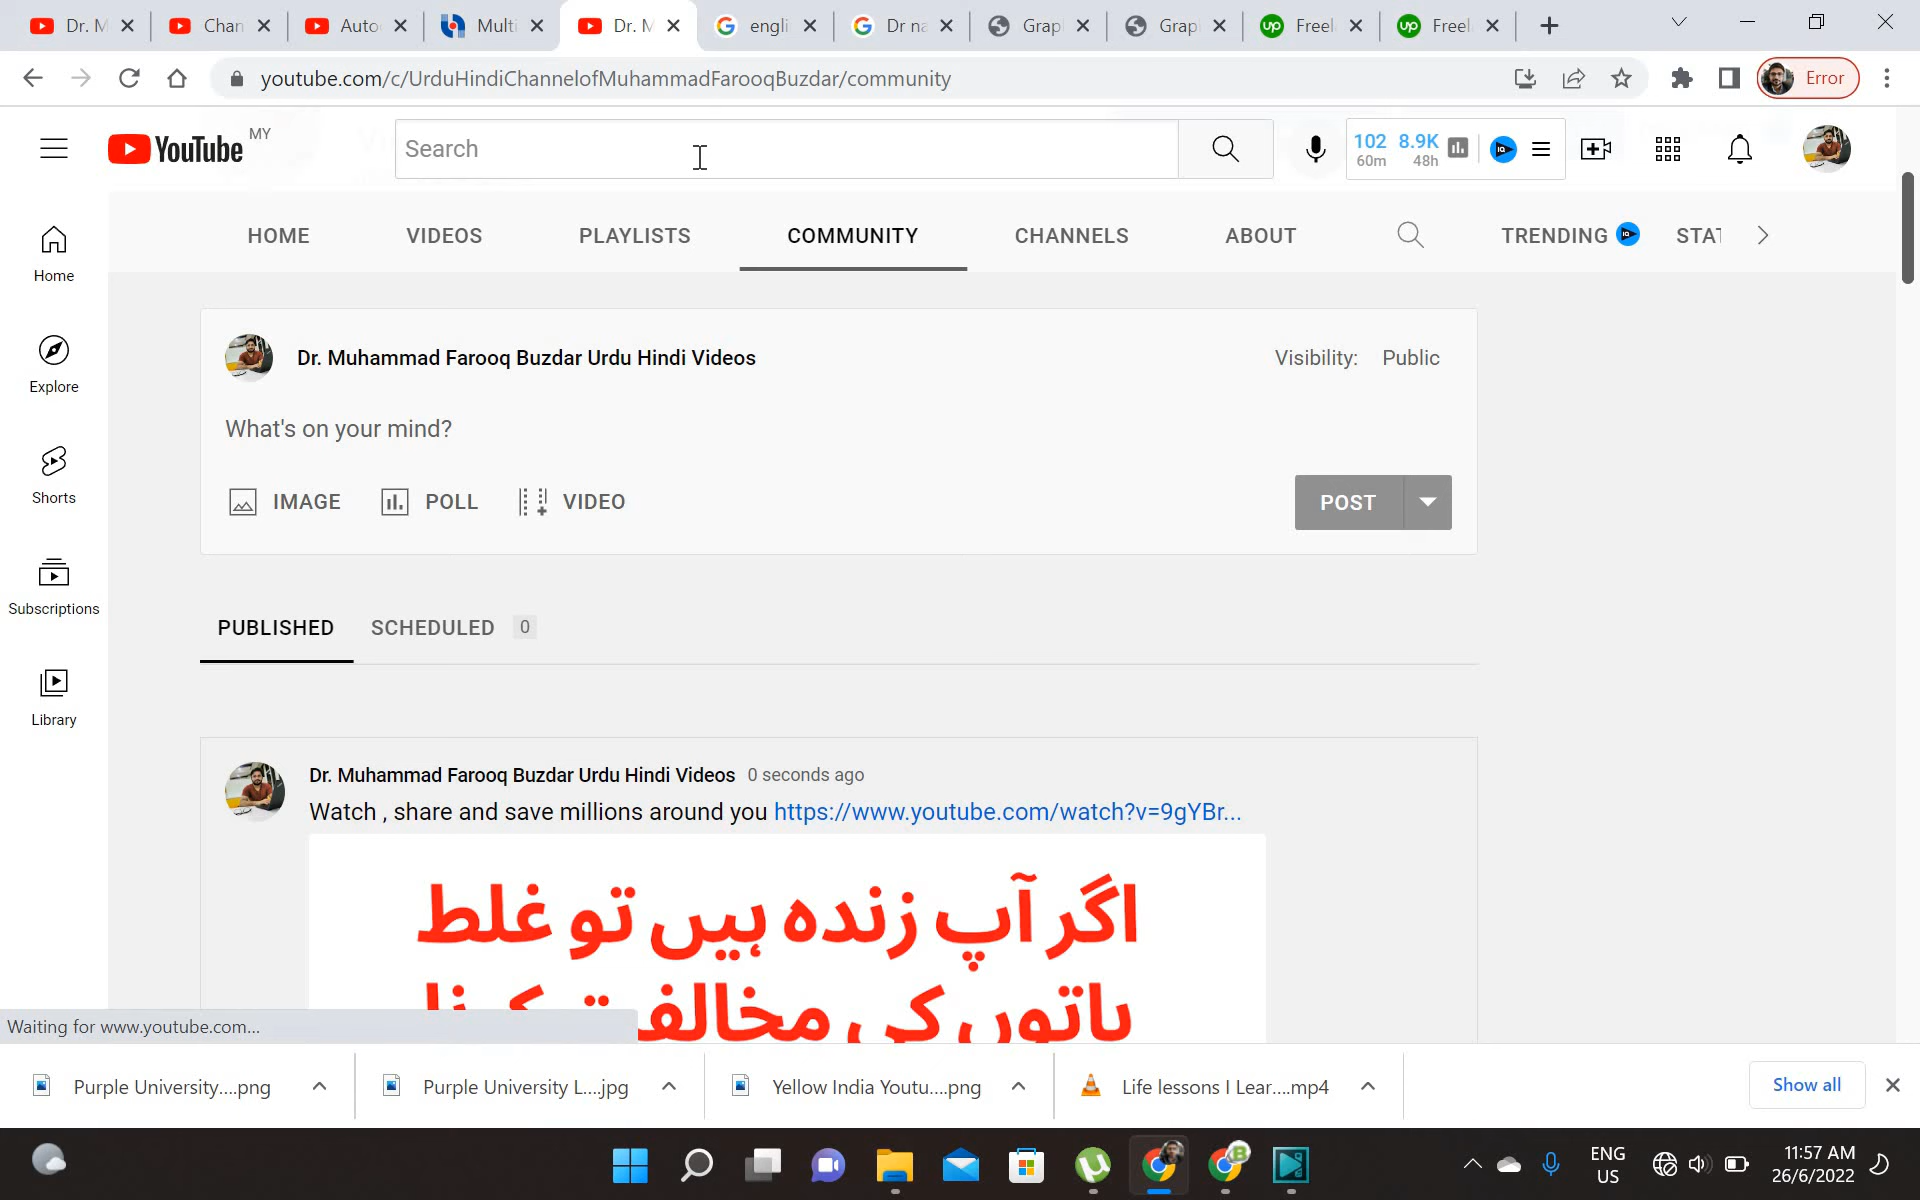 Dr. M
Chan
Auto
Multi
Dr. M
engli
Dr na
Grap
Grap
Freel
Freel
youtube.com/c/UrduHindiChannelofMuhammadFarooqBuzdar/community
Error
YouTube MY
Search
102 8.9K
60m 48h
HOME VIDEOS PLAYLISTS COMMUNITY CHANNELS ABOUT TRENDING STAT
Home
Explore
Shorts
Subscriptions
Library
Dr. Muhammad Farooq Buzdar Urdu Hindi Videos
Visibility: Public
What's on your mind?
IMAGE POLL VIDEO
POST
PUBLISHED SCHEDULED 0
Dr. Muhammad Farooq Buzdar Urdu Hindi Videos 0 seconds ago
Watch , share and save millions around you https://www.youtube.com/watch?v=9gYBr...
اگر آپ زندہ ہیں تو غلط
باتوں کی مخالفت کرنا
Waiting for www.youtube.com...
Purple University....png
Purple University L....jpg
Yellow India Youtu....png
Life lessons I Lear....mp4
Show all
ENG
US
11:57 AM
26/6/2022